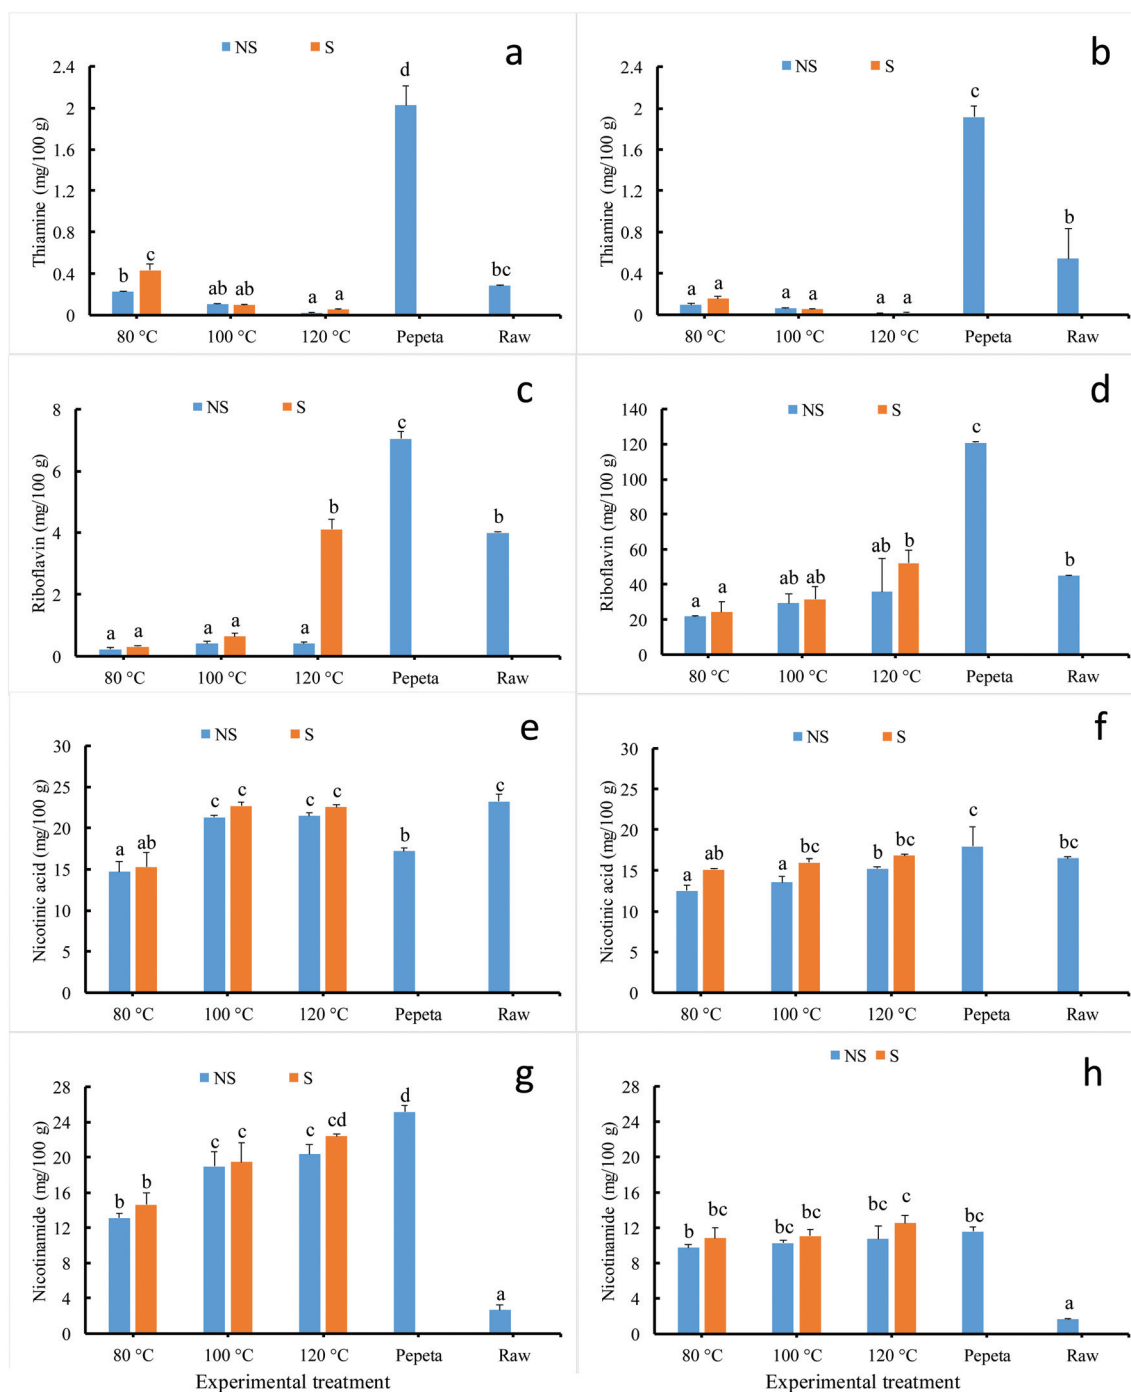 NS S a
2.4
2
1.6
1.2
0.8
0.4
0
Thiamine (mg/100 g)
b c ab ab a a d bc
80 °C 100 °C 120 °C Pepeta Raw
NS S b
2.4
2
1.6
1.2
0.8
0.4
0
Thiamine (mg/100 g)
a a a a a a c b
80 °C 100 °C 120 °C Pepeta Raw
NS S c
8
6
4
2
0
Riboflavin (mg/100 g)
a a a a a b c b
80 °C 100 °C 120 °C Pepeta Raw
NS S d
140
120
100
80
60
40
20
0
Riboflavin (mg/100 g)
a a ab ab ab b c b
80 °C 100 °C 120 °C Pepeta Raw
NS S e
30
25
20
15
10
5
0
Nicotinic acid (mg/100 g)
a ab c c c c b c
80 °C 100 °C 120 °C Pepeta Raw
NS S f
30
25
20
15
10
5
0
Nicotinic acid (mg/100 g)
a ab a bc b bc c bc
80 °C 100 °C 120 °C Pepeta Raw
NS S g
28
24
20
16
12
8
4
0
Nicotinamide (mg/100 g)
b b c c c cd d a
80 °C 100 °C 120 °C Pepeta Raw
Experimental treatment
NS S h
28
24
20
16
12
8
4
0
Nicotinamide (mg/100 g)
b bc bc bc bc c bc a
80 °C 100 °C 120 °C Pepeta Raw
Experimental treatment